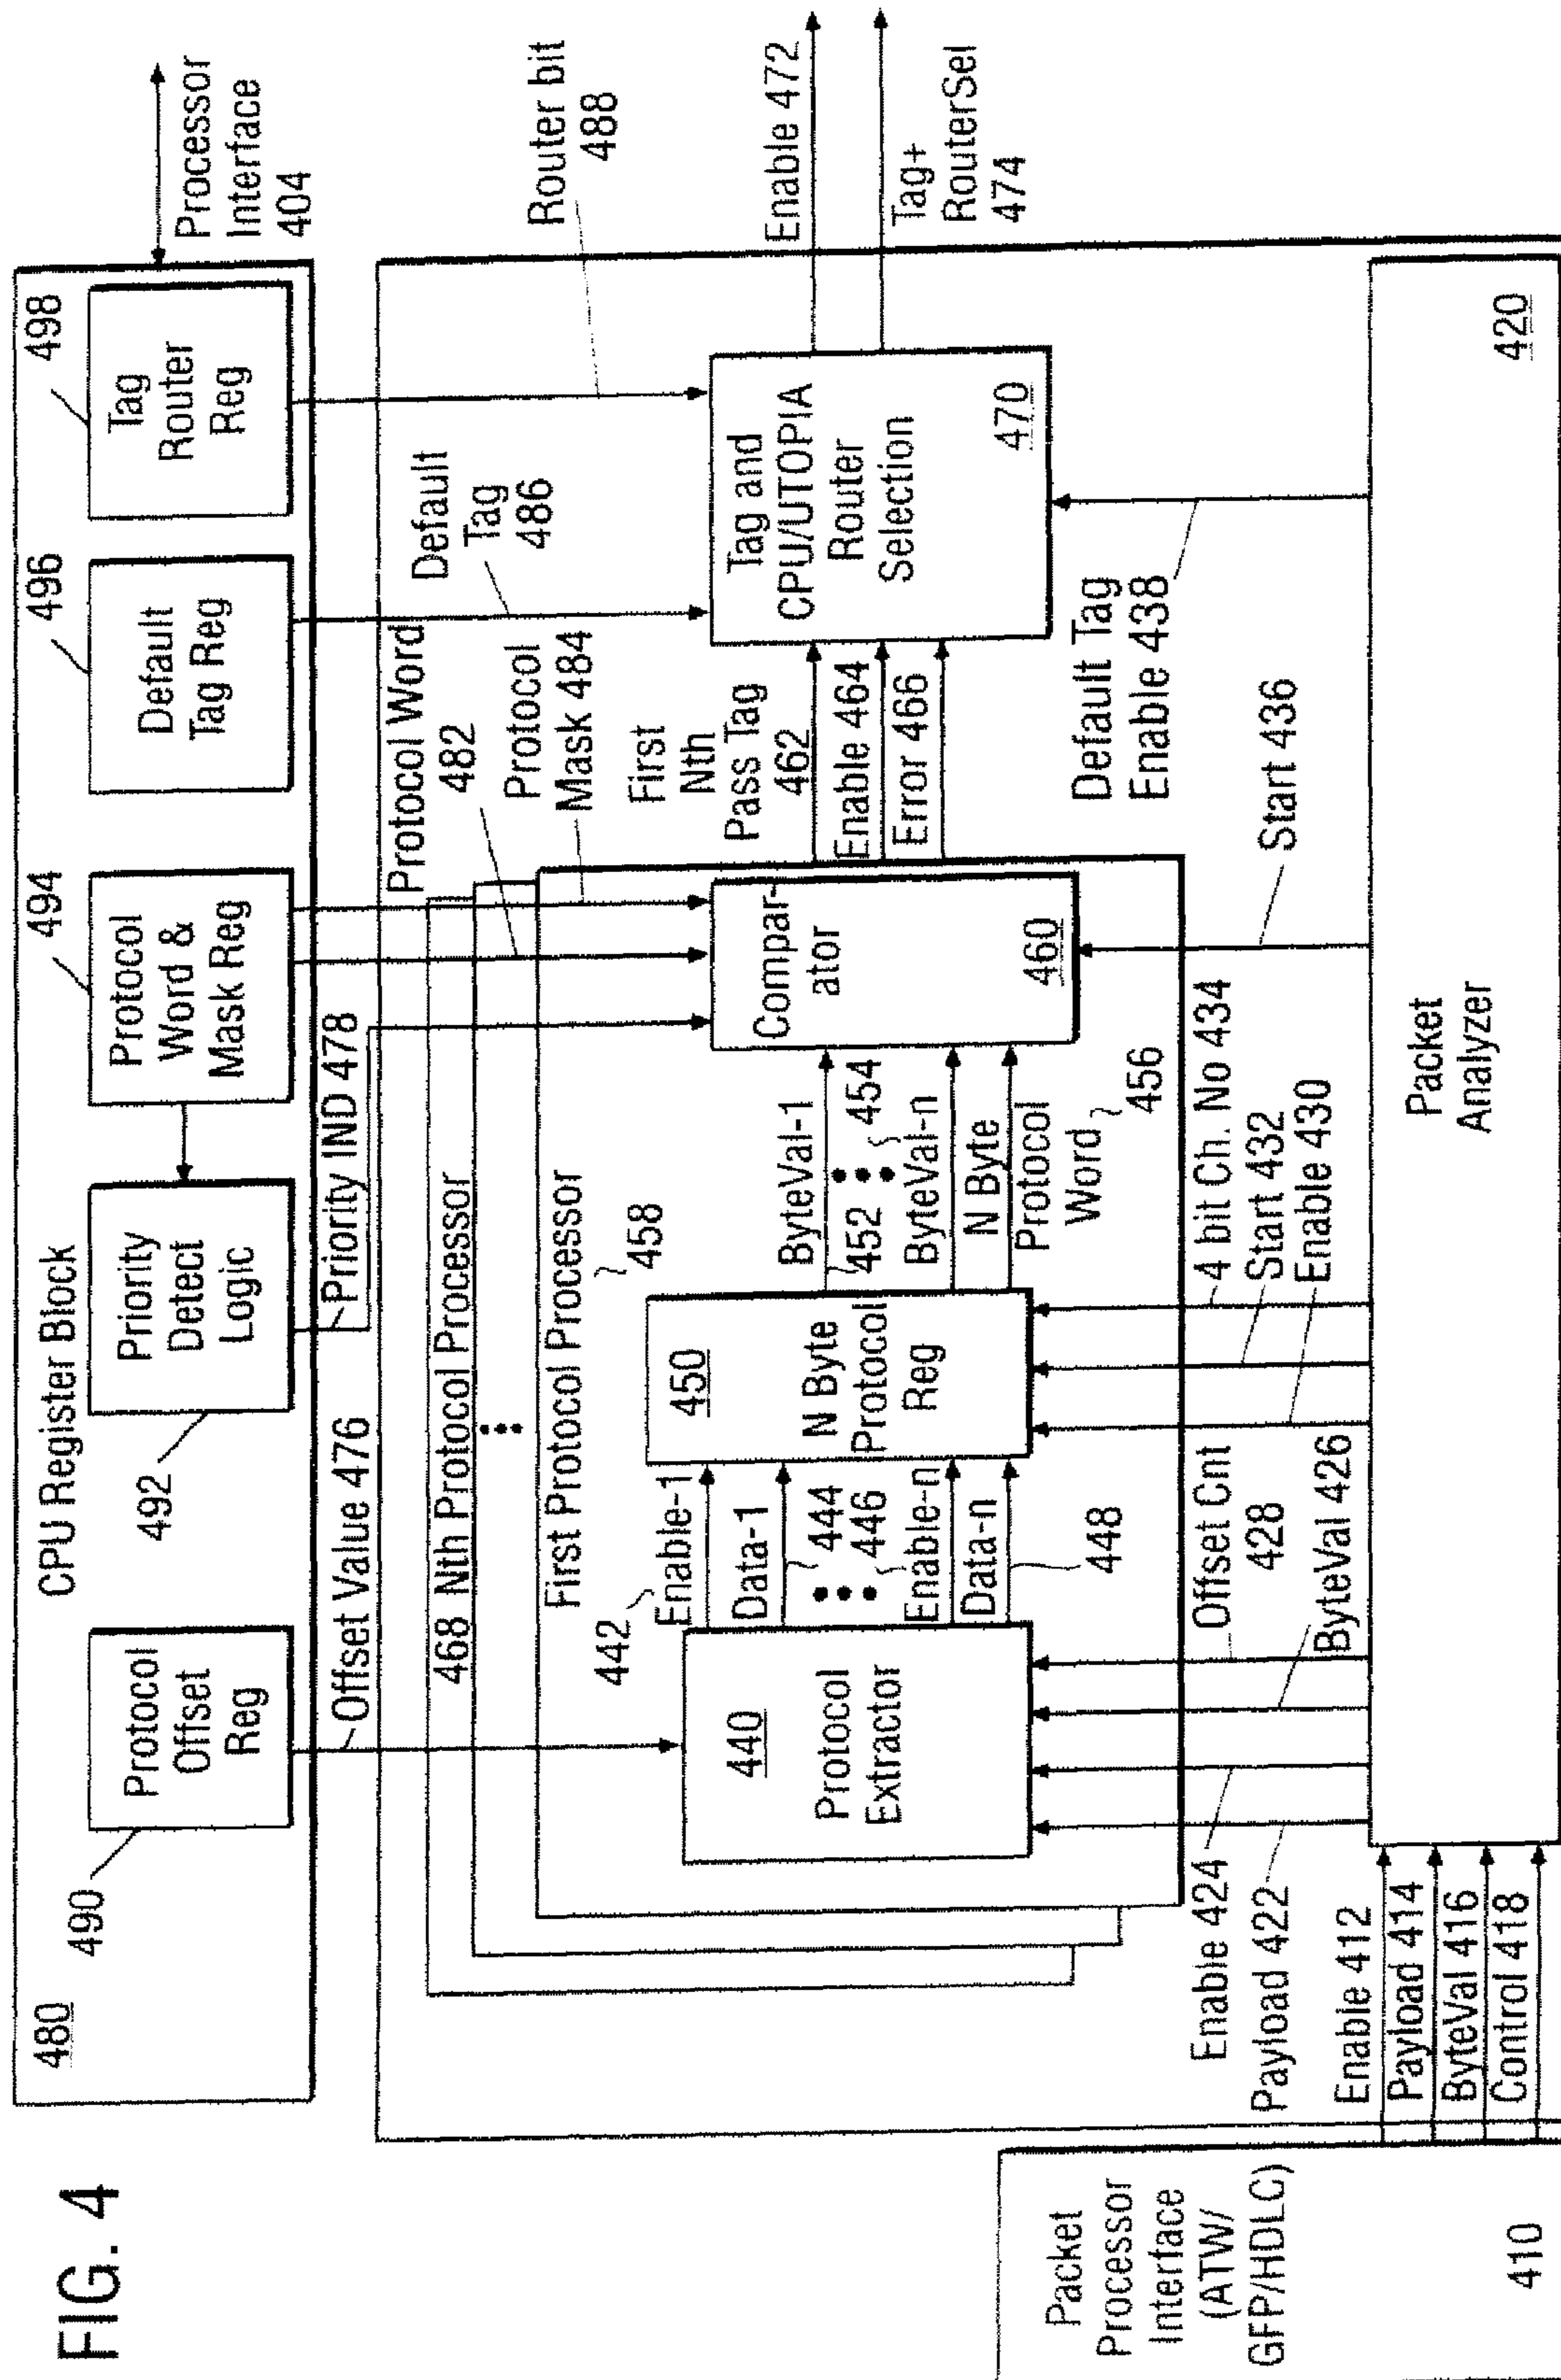 FIG. 4
480
CPU Register Block
490
Protocol
Offset
Reg
492
Priority
Detect
Logic
494
Protocol
Word &
Mask Reg
496
Default
Tag Reg
498
Tag
Router
Reg
Processor
Interface
404
Offset Value 476
Priority IND 478
Protocol Word
482
Protocol
Mask 484
Default
Tag
486
Router bit
488
468 Nth Protocol Processor
First Protocol Processor
458
440
Protocol
Extractor
442
Enable-1
Data-1
444
446
Enable-n
Data-n
448
450
N Byte
Protocol
Reg
ByteVal-1
452
454
ByteVal-n
N Byte
Protocol
Word
456
Compar-
ator
460
First
Nth
Pass Tag
462
Enable 464
Error 466
Tag and
CPU/UTOPIA
Router
Selection
470
Enable 472
Tag+
RouterSel
474
Enable 424
Payload 422
Offset Cnt
428
ByteVal 426
4 bit Ch. No 434
Start 432
Enable 430
Start 436
Default Tag
Enable 438
Packet
Processor
Interface
(ATW/
GFP/HDLC)
410
Enable 412
Payload 414
ByteVal 416
Control 418
Packet
Analyzer
420